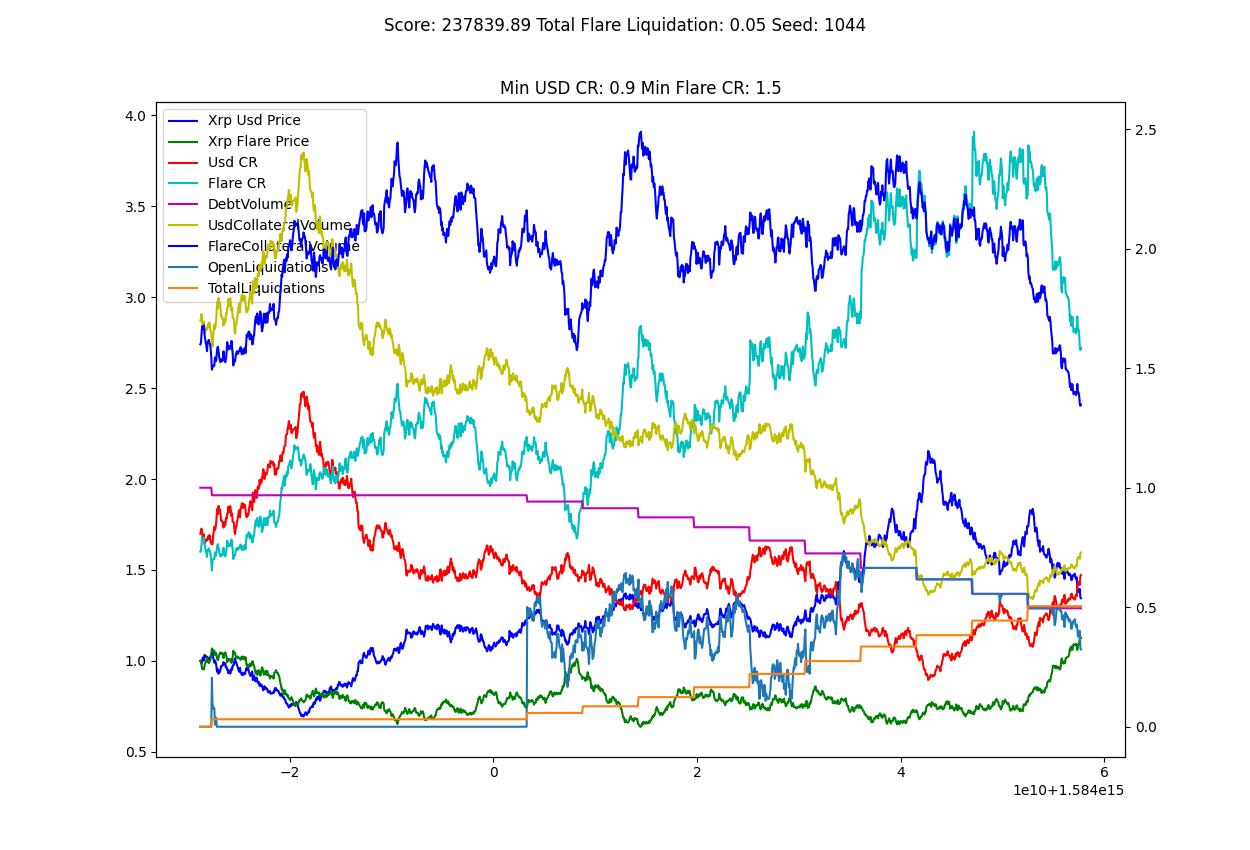 Score: 237839.89 Total Flare Liquidation: 0.05 Seed: 1044
Min USD CR: 0.9 Min Flare CR: 1.5
Xrp Usd Price
Xrp Flare Price
Usd CR
Flare CR
DebtVolume
UsdCollateralVolume
FlareCollateralVolume
OpenLiquidations
TotalLiquidations
4.0
3.5
3.0
2.5
2.0
1.5
1.0
0.5
2.5
2.0
1.5
1.0
0.5
0.0
−2 0 2 4 6
1e10+1.584e15